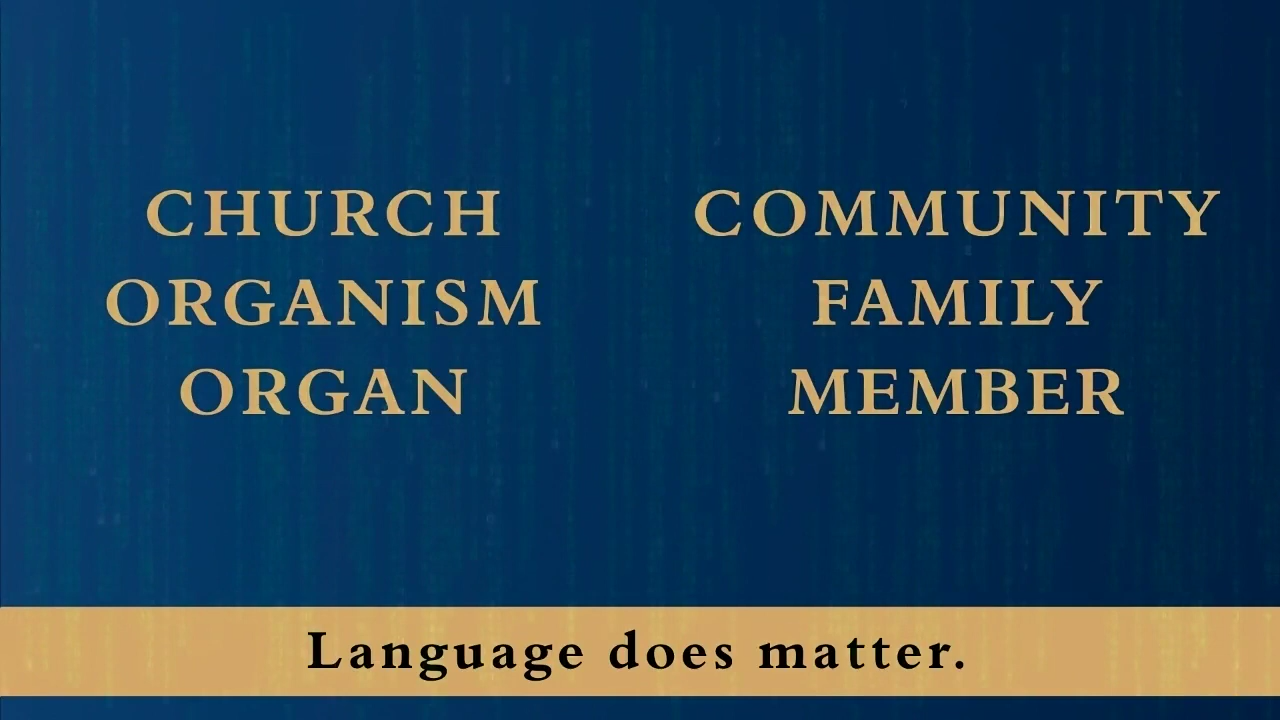 CHURCH
ORGANISM
ORGAN
COMMUNITY
FAMILY
MEMBER
Language does matter.